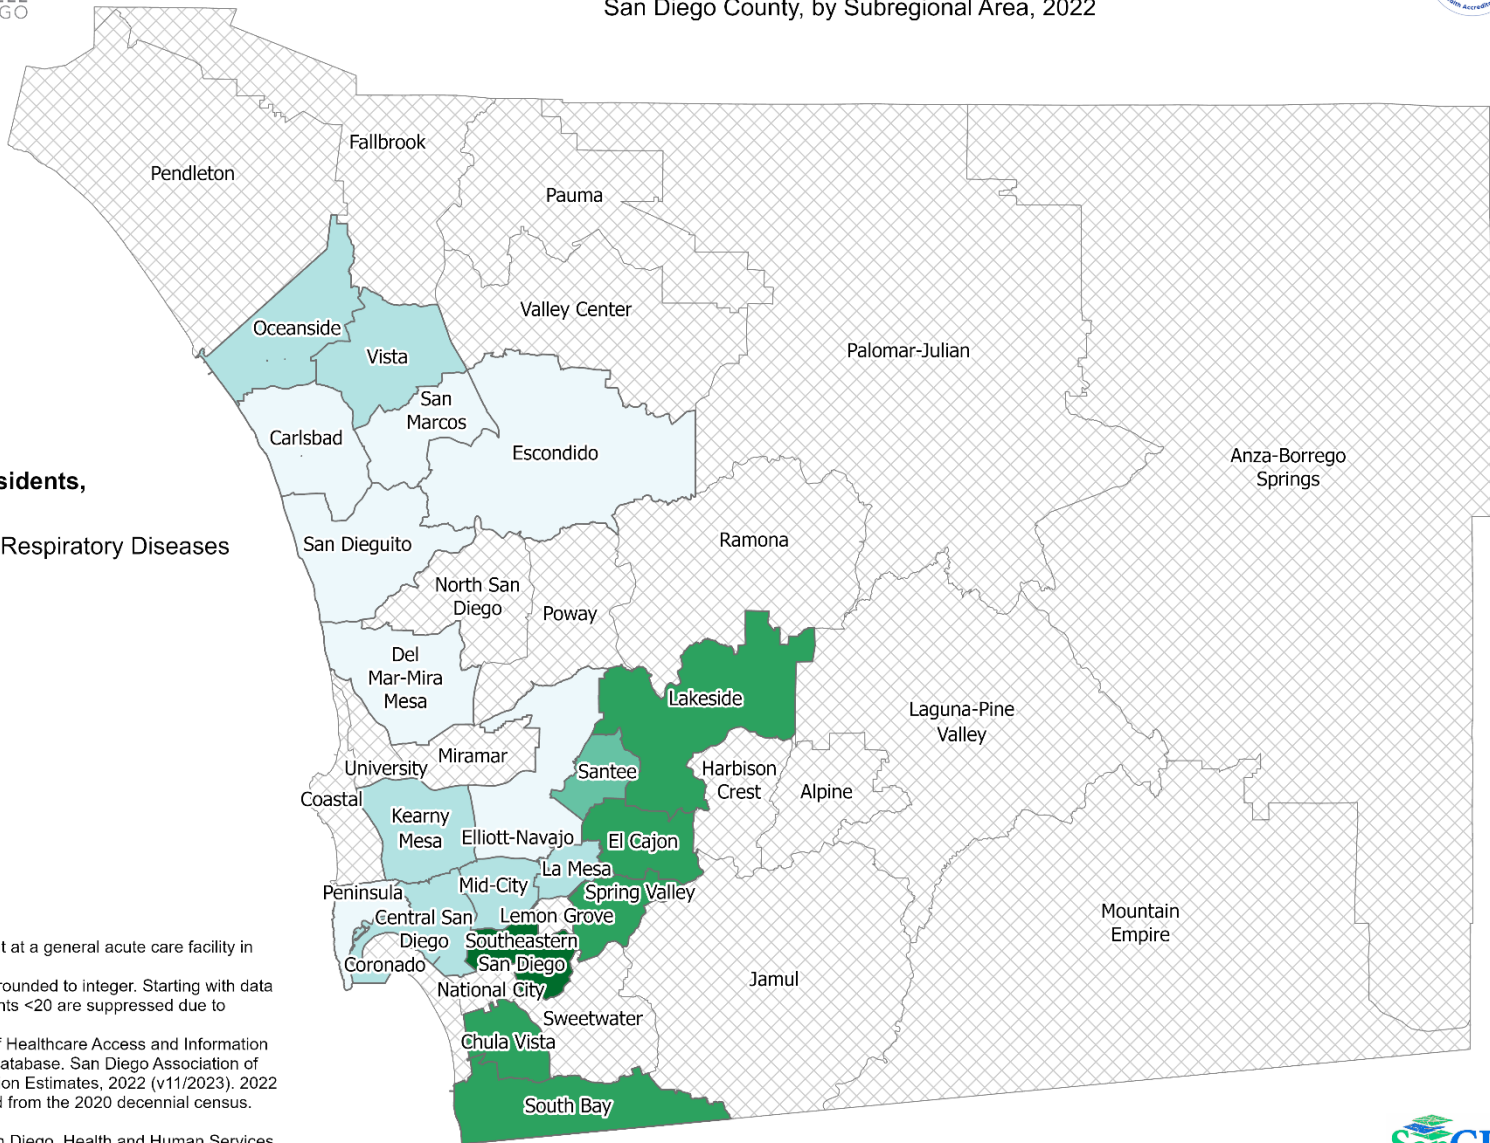 GO
San Diego County, by Subregional Area, 2022
Fallbrook
Pendleton
Pauma
Valley Center
Oceanside
Vista
Palomar-Julian
San
Marcos
Carlsbad
Escondido
Anza-Borrego
Springs
sidents,
Respiratory Diseases
San Dieguito
Ramona
North San
Diego
Poway
Del
Mar-Mira
Mesa
Lakeside
Laguna-Pine
Valley
Miramar
University
Santee
Harbison
Crest
Alpine
Coastal
Kearny
Mesa
Elliott-Navajo
El Cajon
La Mesa
Mid-City
Spring Valley
Peninsula
Central San
Diego
Lemon Grove
Mountain
Empire
Southeastern
San Diego
Coronado
National City
Jamul
Sweetwater
Chula Vista
South Bay
t at a general acute care facility in
rounded to integer. Starting with data
nts <20 are suppressed due to
f Healthcare Access and Information
atabase. San Diego Association of
on Estimates, 2022 (v11/2023). 2022
d from the 2020 decennial census.
n Diego, Health and Human Services